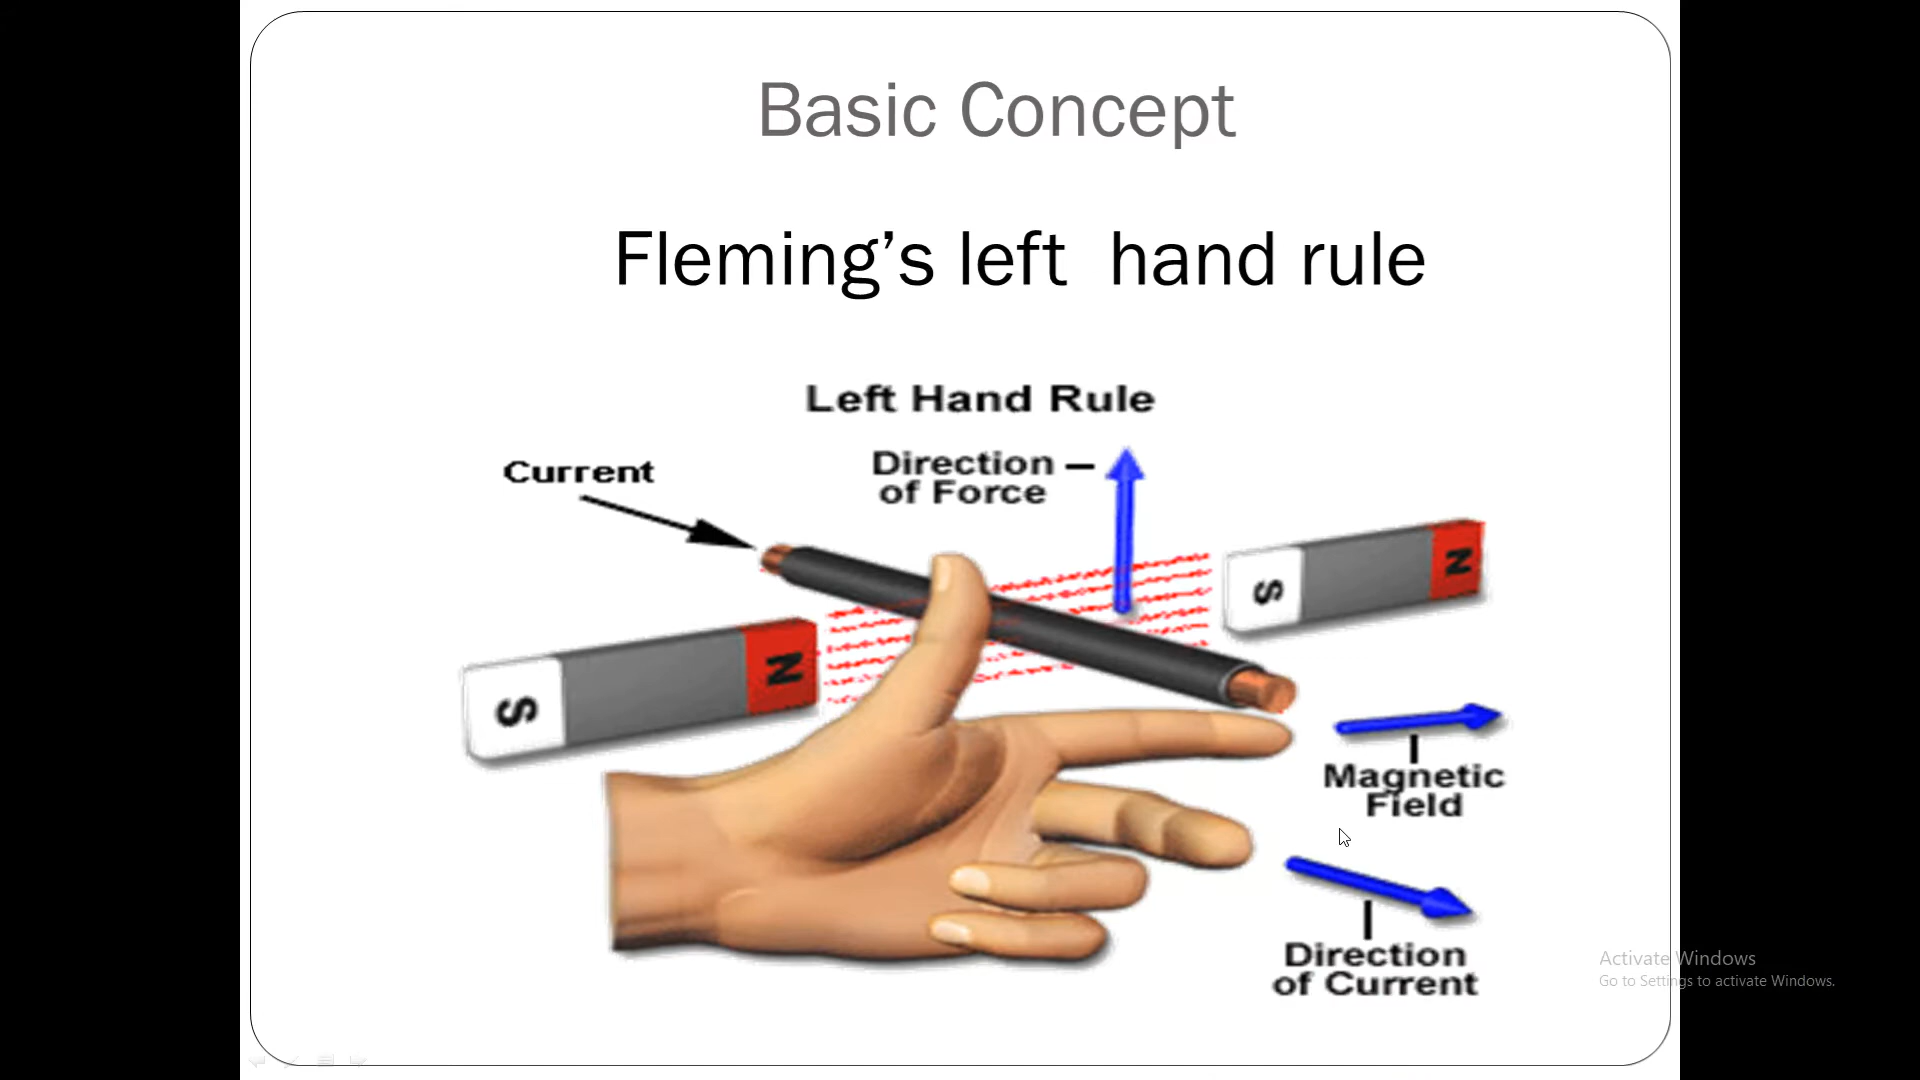 Basic Concept
Fleming’s left  hand rule
Left Hand Rule
Current
Direction
of Force
S
N
N
S
Magnetic
Field
Direction
of Current
Activate Windows
Go to Settings to activate Windows.